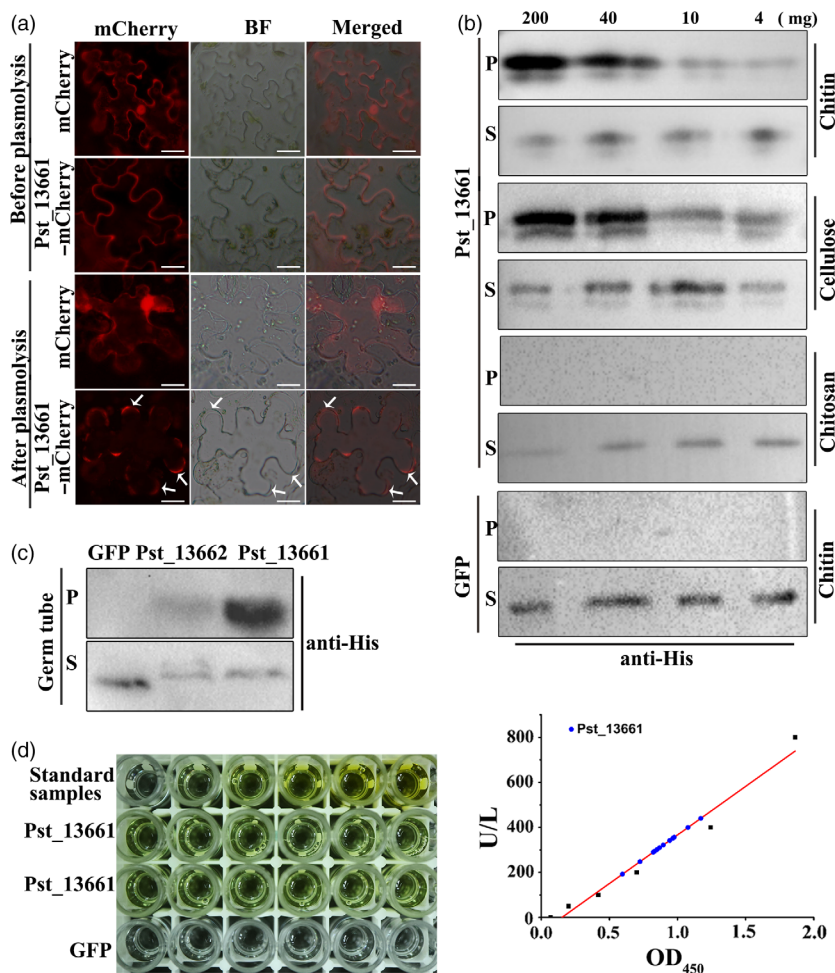 (a)
mCherry BF Merged
Before plasmolysis
mCherry
Pst_13661
–mCherry
After plasmolysis
mCherry
Pst_13661
–mCherry
(b)
200 40 10 4 ( mg)
Pst_13661
P
S
Chitin
P
S
Cellulose
P
S
Chitosan
GFP
P
S
Chitin
anti-His
(c)
GFP Pst_13662 Pst_13661
Germ tube
P
S
anti-His
(d)
Standard
samples
Pst_13661
Pst_13661
GFP
Pst_13661
U/L
800
600
400
200
0
0.0 0.5 1.0 1.5 2.0
OD450